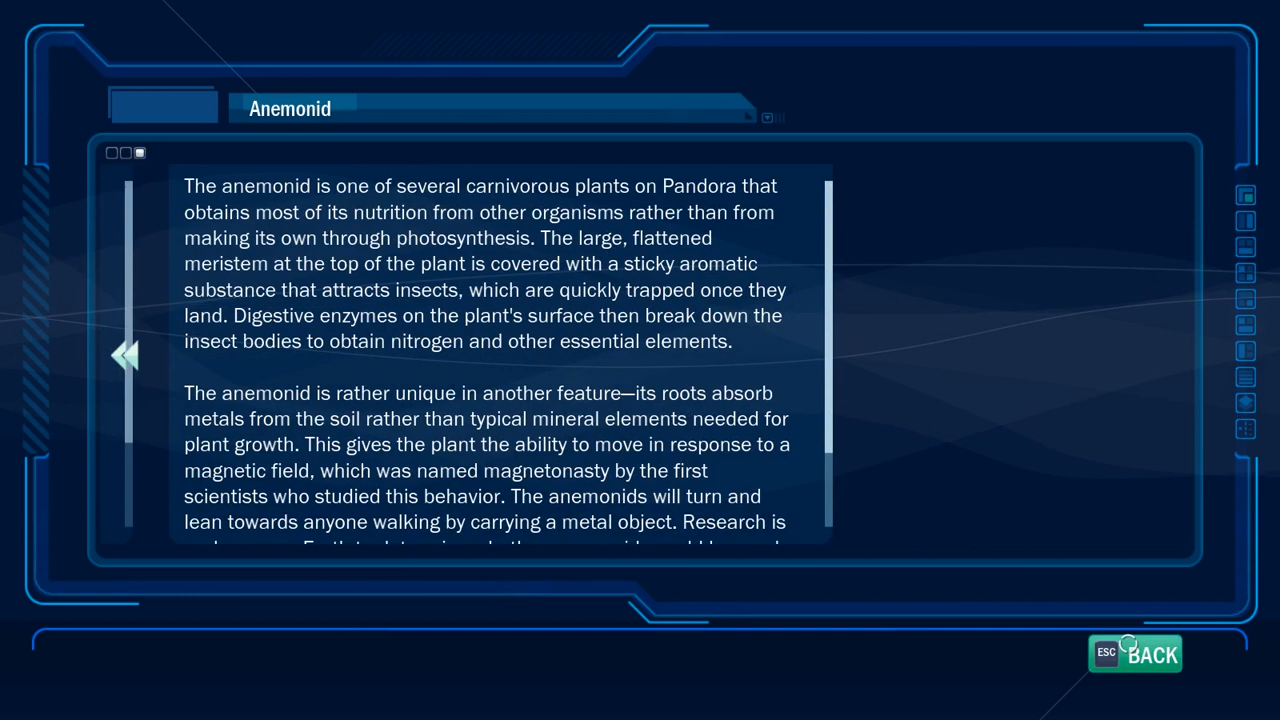 Anemonid
The anemonid is one of several carnivorous plants on Pandora that
obtains most of its nutrition from other organisms rather than from
making its own through photosynthesis. The large, flattened
meristem at the top of the plant is covered with a sticky aromatic
substance that attracts insects, which are quickly trapped once they
land. Digestive enzymes on the plant's surface then break down the
insect bodies to obtain nitrogen and other essential elements.
The anemonid is rather unique in another feature—its roots absorb
metals from the soil rather than typical mineral elements needed for
plant growth. This gives the plant the ability to move in response to a
magnetic field, which was named magnetonasty by the first
scientists who studied this behavior. The anemonids will turn and
lean towards anyone walking by carrying a metal object. Research is
ESC BACK